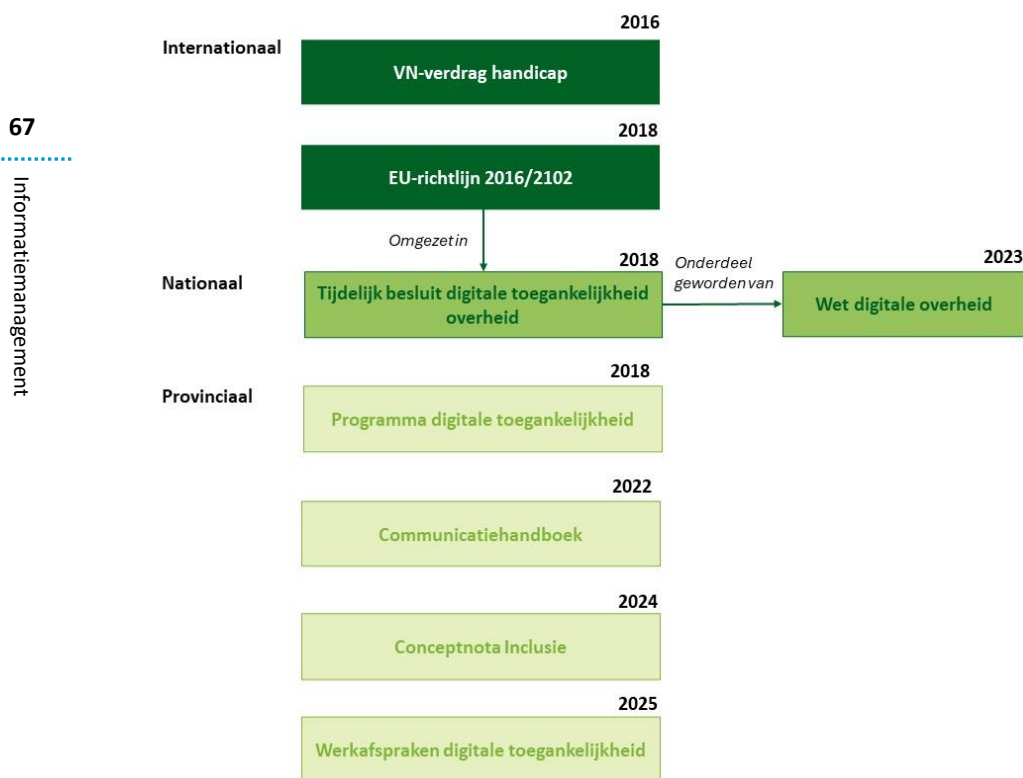 67
Informatiemanagement
Internationaal
2016
VN-verdrag handicap
2018
EU-richtlijn 2016/2102
Omgezet in
Nationaal
2018
Tijdelijk besluit digitale toegankelijkheid
overheid
Onderdeel
geworden van
2023
Wet digitale overheid
Provinciaal
2018
Programma digitale toegankelijkheid
2022
Communicatiehandboek
2024
Conceptnota Inclusie
2025
Werkafspraken digitale toegankelijkheid